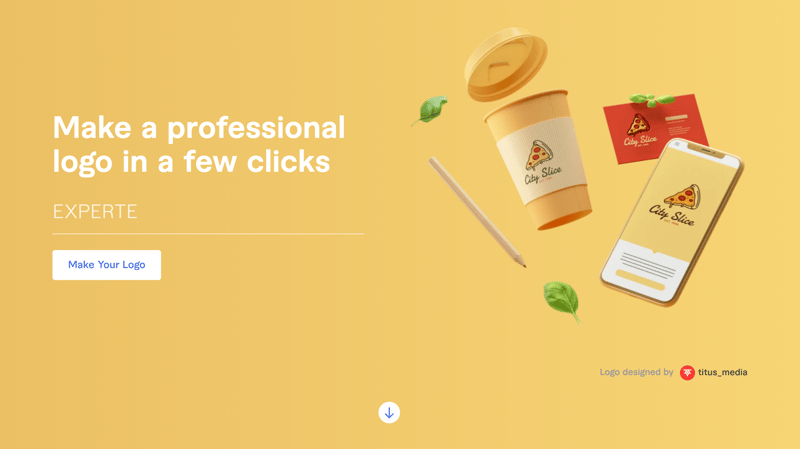 Make a professional
logo in a few clicks
EXPERTE
Make Your Logo
City Slice
City Slice
City Slice
Logo designed by titus_media